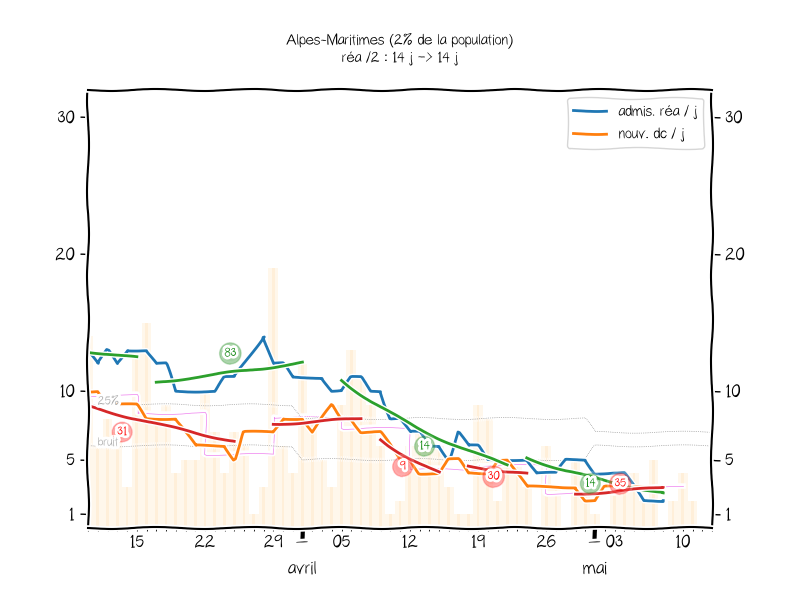 Alpes-Maritimes (2% de la population)
réa /2 : 14 j -> 14 j
admis. réa / j
nouv. dc / j
30
30
20
20
10
10
5
5
1
1
25%
bruit
83
31
14
9
30
14
35
15 22 29 05 12 19 26 03 10
avril mai